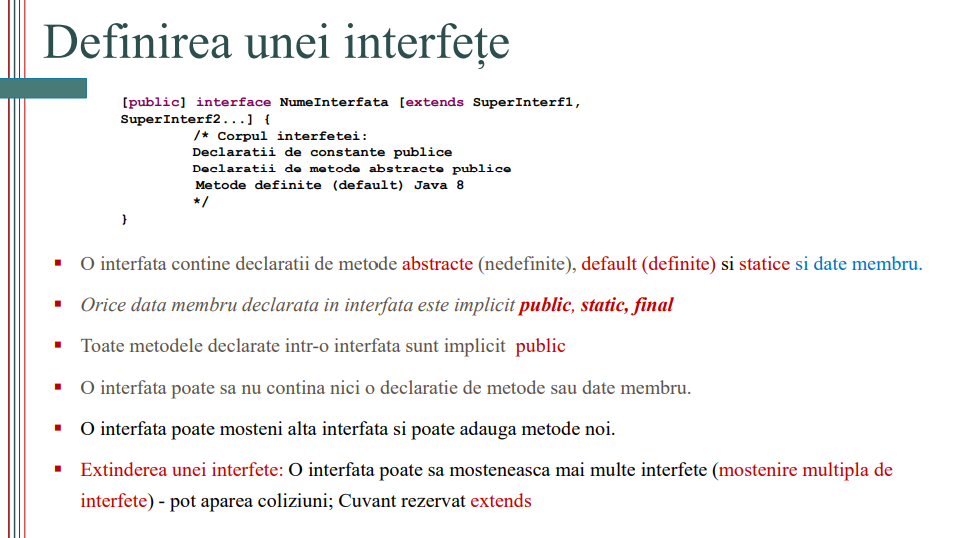 Definirea unei interfețe
[public] interface NumeInterfata [extends SuperInterf1,
SuperInterf2...] {
/* Corpul interfetei:
Declaratii de constante publice
Declaratii de metode abstracte publice
Metode definite (default) Java 8
*/
}
▪ O interfata contine declaratii de metode abstracte (nedefinite), default (definite) si statice si date membru.
▪ Orice data membru declarata in interfata este implicit public, static, final
▪ Toate metodele declarate intr-o interfata sunt implicit public
▪ O interfata poate sa nu contina nici o declaratie de metode sau date membru.
▪ O interfata poate mosteni alta interfata si poate adauga metode noi.
▪ Extinderea unei interfete: O interfata poate sa mosteneasca mai multe interfete (mostenire multipla de
interfete) - pot aparea coliziuni; Cuvant rezervat extends